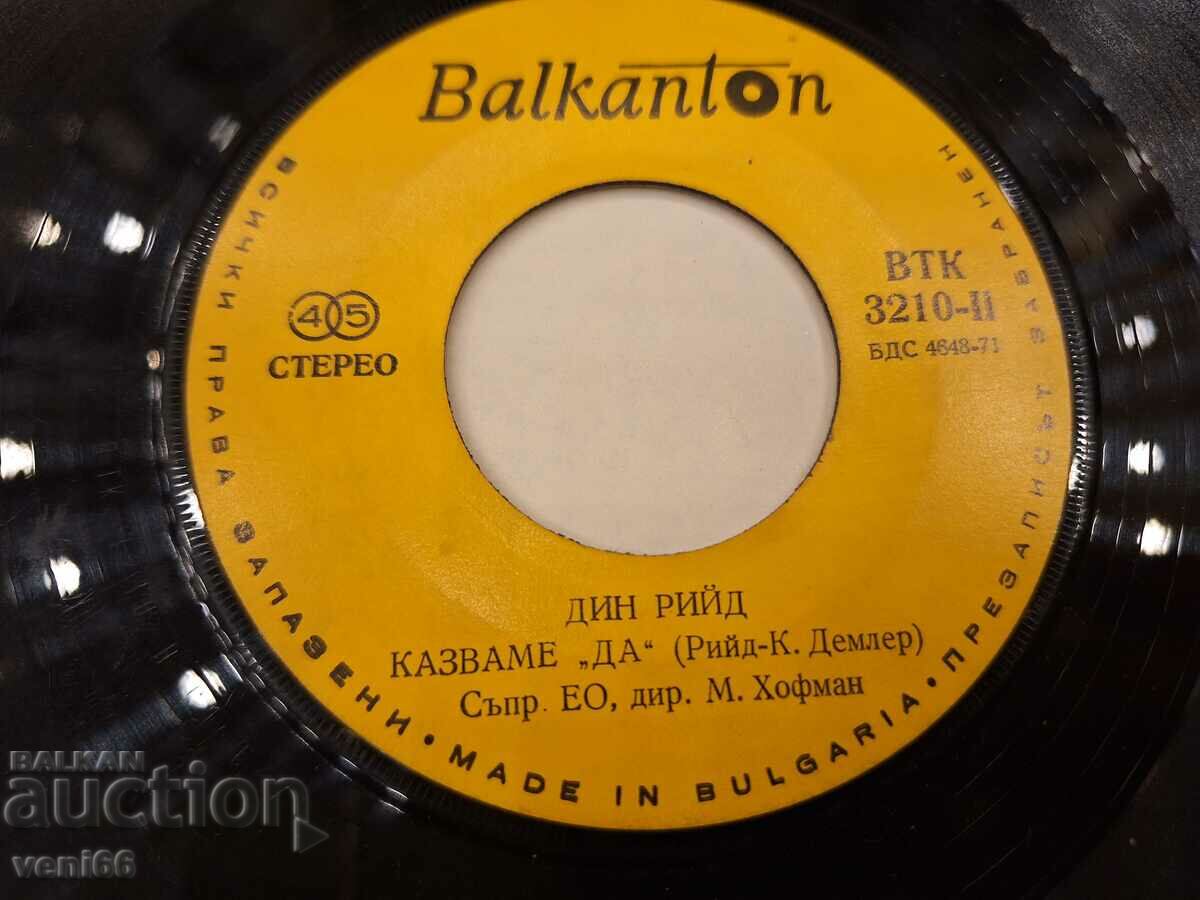 Balkanton
45
СТЕРЕО
ВТК
3210-II
БДС 4648-71
ДИН РИЙД
КАЗВАМЕ „ДА“ (Рийд-К. Демлер)
Съпр. ЕО, дир. М. Хофман
ВСИЧКИ ПРАВА ЗАПАЗЕНИ • MADE IN BULGARIA • ПРЕЗАПИСЪТ ЗАБРАНЕН
BALKAN
auction
veni66